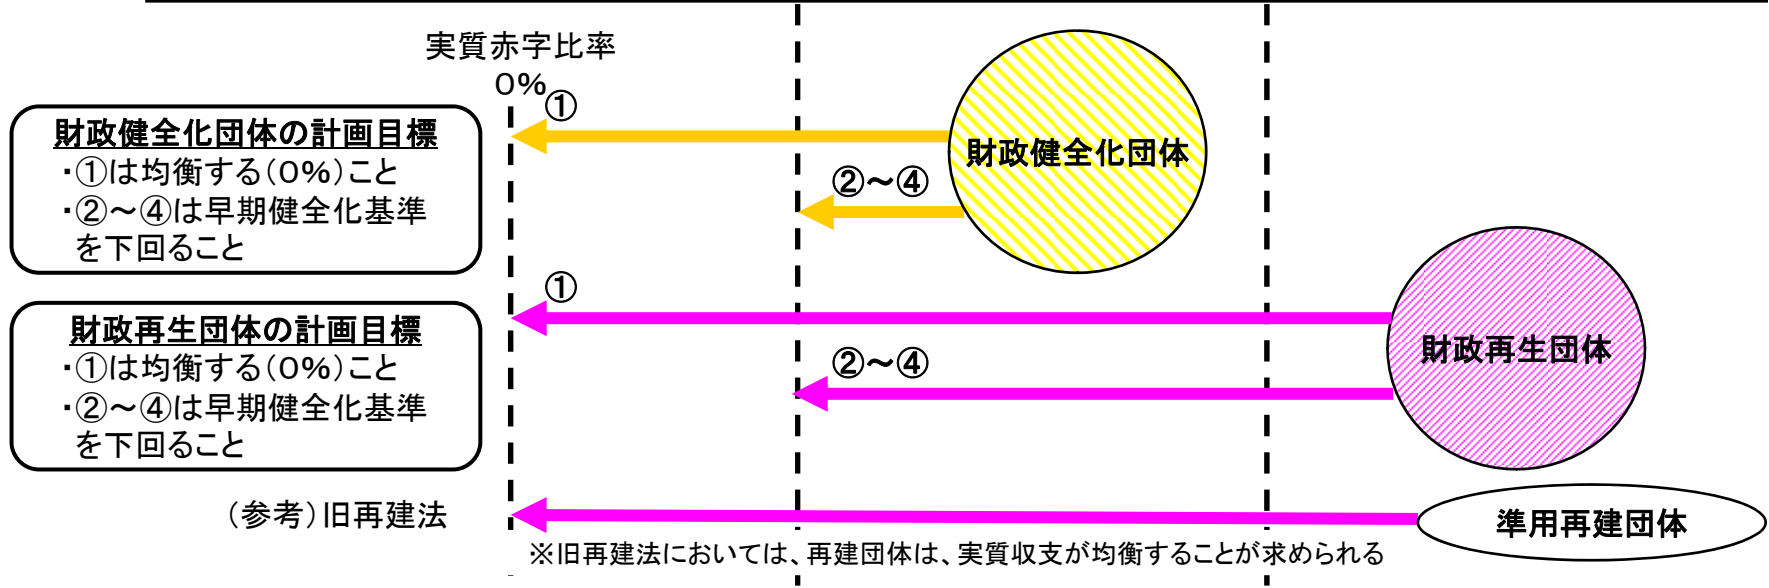 実質赤字比率
0%
財政健全化団体の計画目標
・①は均衡する(0%)こと
・②～④は早期健全化基準
を下回ること
①
②～④
財政健全化団体
財政再生団体の計画目標
・①は均衡する(0%)こと
・②～④は早期健全化基準
を下回ること
①
②～④
財政再生団体
(参考)旧再建法
準用再建団体
※旧再建法においては、再建団体は、実質収支が均衡することが求められる